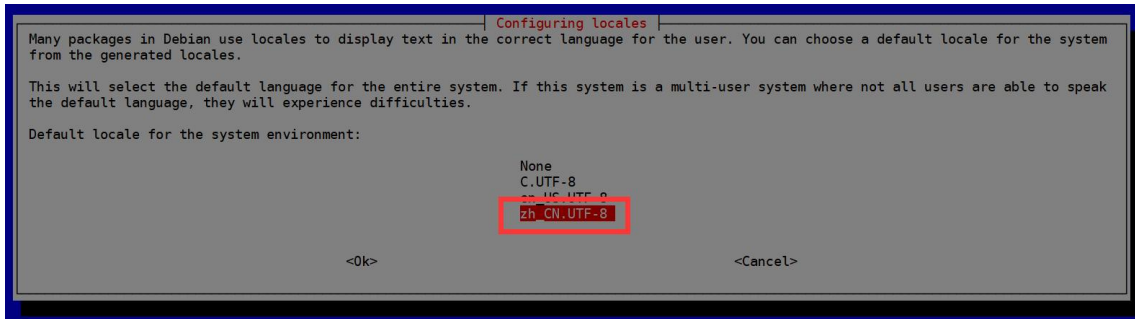 Configuring locales
Many packages in Debian use locales to display text in the correct language for the user. You can choose a default locale for the system
from the generated locales.
This will select the default language for the entire system. If this system is a multi-user system where not all users are able to speak
the default language, they will experience difficulties.
Default locale for the system environment:
None
C.UTF-8
en_US.UTF-8
zh_CN.UTF-8
<Ok> <Cancel>